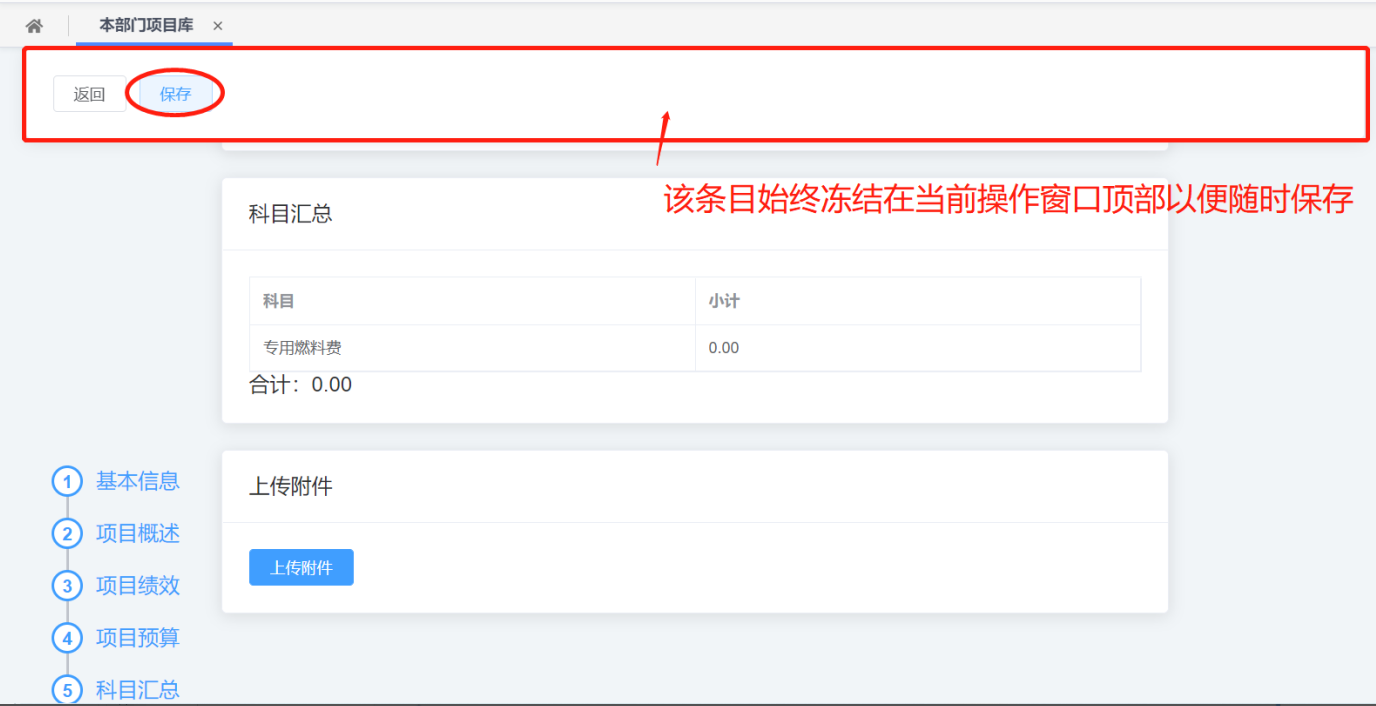 本部门项目库 ×
返回 保存
该条目始终冻结在当前操作窗口顶部以便随时保存
科目汇总
科目 小计
专用燃料费 0.00
合计：0.00
上传附件
上传附件
1 基本信息
2 项目概述
3 项目绩效
4 项目预算
5 科目汇总